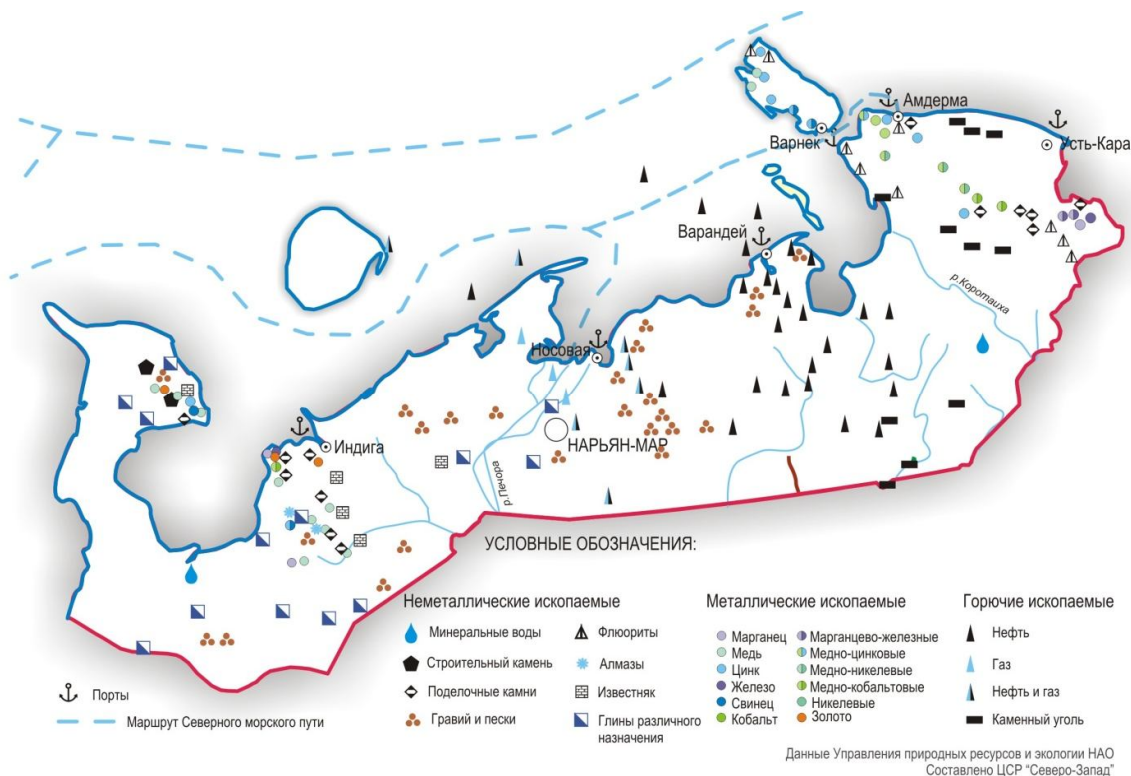 Амдерма
Варнек
Усть-Кара
Варандей
р.Коротаиха
Носовая
Индига
НАРЬЯН-МАР
р.Печора
УСЛОВНЫЕ ОБОЗНАЧЕНИЯ:
Неметаллические ископаемые
Минеральные воды
Строительный камень
Поделочные камни
Гравий и пески
Флюориты
Алмазы
Известняк
Глины различного
назначения
Металлические ископаемые
Марганец
Медь
Цинк
Железо
Свинец
Кобальт
Марганцево-железные
Медно-цинковые
Медно-никелевые
Медно-кобальтовые
Никелевые
Золото
Горючие ископаемые
Нефть
Газ
Нефть и газ
Каменный уголь
Порты
Маршрут Северного морского пути
Данные Управления природных ресурсов и экологии НАО
Составлено ЦСР "Северо-Запад"